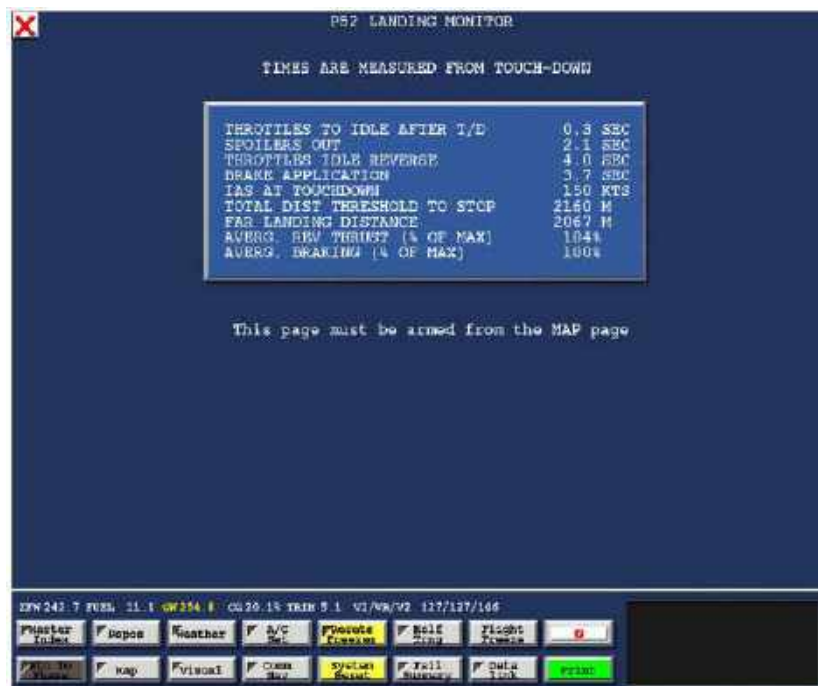 P52 LANDING MONITOR
TIMES ARE MEASURED FROM TOUCH-DOWN
THROTTLES TO IDLE AFTER T/D 0.3 SEC
SPOILERS OUT 2.1 SEC
THROTTLES IDLE REVERSE 4.0 SEC
BRAKE APPLICATION 3.7 SEC
IAS AT TOUCHDOWN 150 KTS
TOTAL DIST THRESHOLD TO STOP 2160 M
FAR LANDING DISTANCE 2067 M
AVERG. REV THRUST (% OF MAX) 104%
AVERG. BRAKING (% OF MAX) 100%
This page must be armed from the MAP page
ZFW 242.7 FUEL 11.1 GW 254.8 CG 20.1% TRIM 5.1 V1/VR/V2 127/127/166
Master Index Repos Weather A/C Set Remote Freezes Flight Freeze
Map Visual Comm Nav System Reset Fail Summary Data Link Print